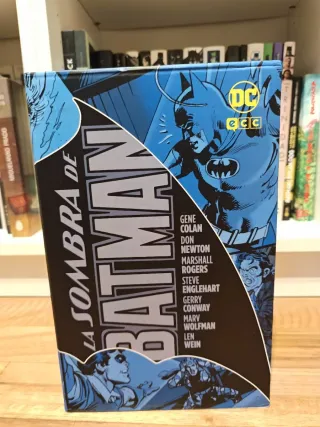 DC
ecc
LA SOMBRA DE
BATMAN
GENE
COLAN
DON
NEWTON
MARSHALL
ROGERS
STEVE
ENGLEHART
GERRY
CONWAY
MARV
WOLFMAN
LEN
WEIN